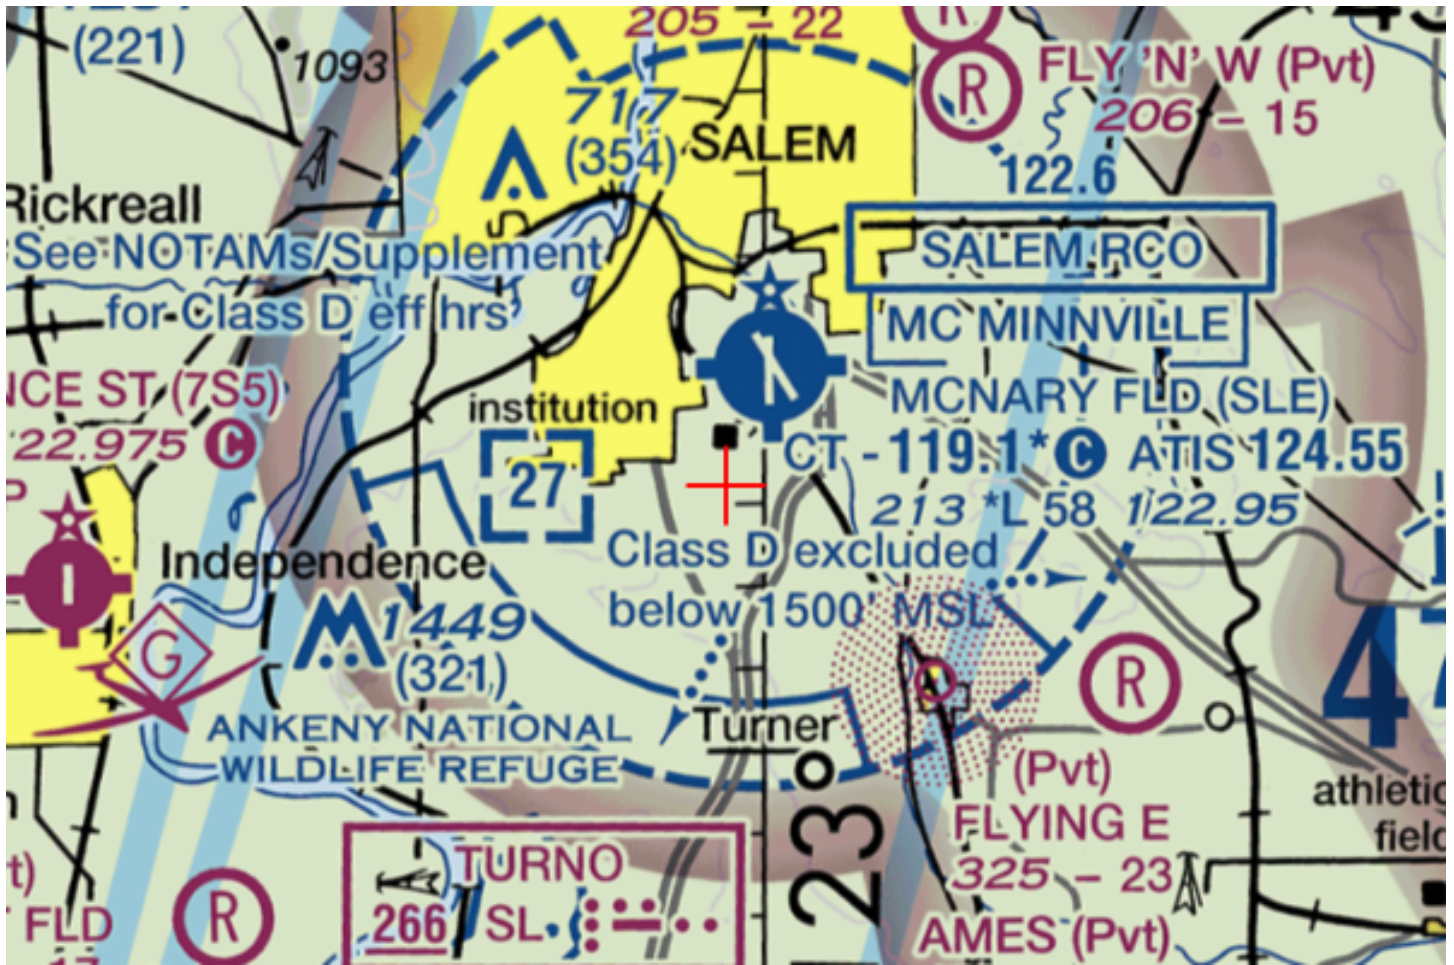 (221)
1093
205 - 22
717
(354)
SALEM
R
R
FLY 'N' W (Pvt)
206 - 15
122.6
Rickreall
See NOTAMs/Supplement
for Class D eff hrs
SALEM RCO
MC MINNVILLE
NCE ST (7S5)
22.975 C
institution
27
MCNARY FLD (SLE)
CT - 119.1* C ATIS 124.55
213 *L 58 122.95
P
Independence
Class D excluded
below 1500' MSL
G
1449
(321)
ANKENY NATIONAL
WILDLIFE REFUGE
Turner
R
47
(Pvt)
FLYING E
325 - 23
AMES (Pvt)
athletic
field
23°
TURNO
266 SL
t)
FLD
17
R